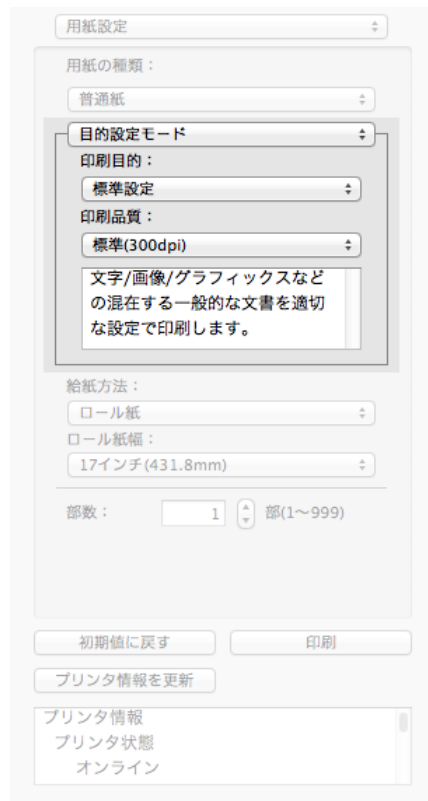 用紙設定
用紙の種類：
普通紙
目的設定モード
印刷目的：
標準設定
印刷品質：
標準(300dpi)
文字/画像/グラフィックスなど
の混在する一般的な文書を適切
な設定で印刷します。
給紙方法：
ロール紙
ロール紙幅：
17インチ(431.8mm)
部数： 1 部(1〜999)
初期値に戻す 印刷
プリンタ情報を更新
プリンタ情報
プリンタ状態
オンライン